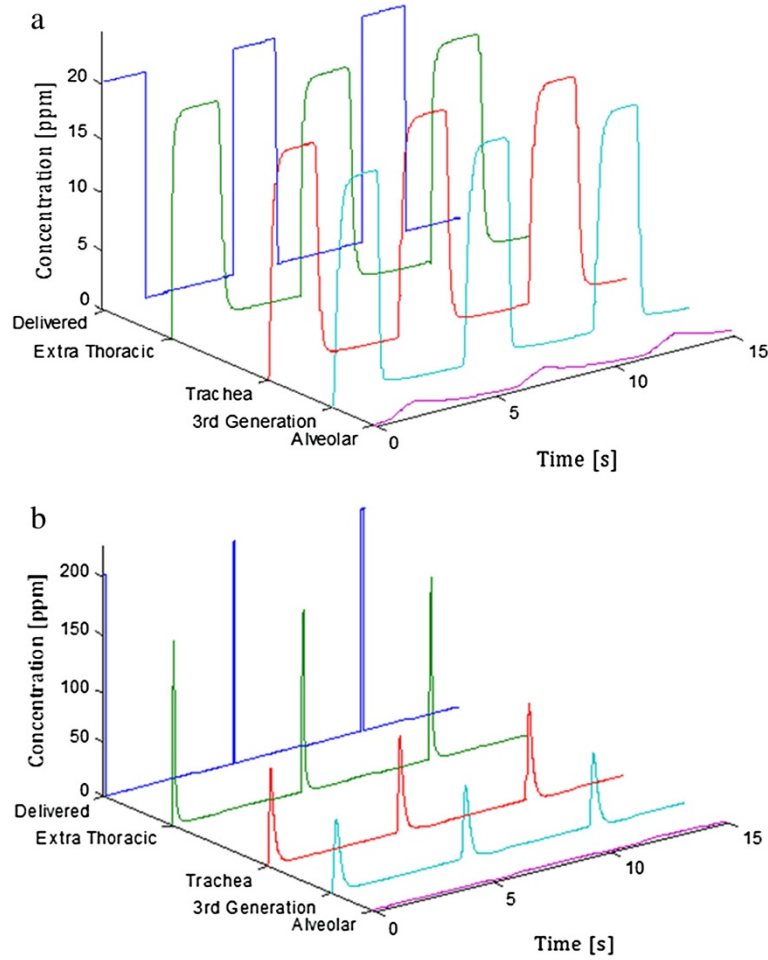 a
Concentration [ppm]
20
15
10
5
0
Delivered
Extra Thoracic
Trachea
3rd Generation
Alveolar
0
5
10
15
Time [s]
b
Concentration [ppm]
200
150
100
50
0
Delivered
Extra Thoracic
Trachea
3rd Generation
Alveolar
0
5
10
15
Time [s]